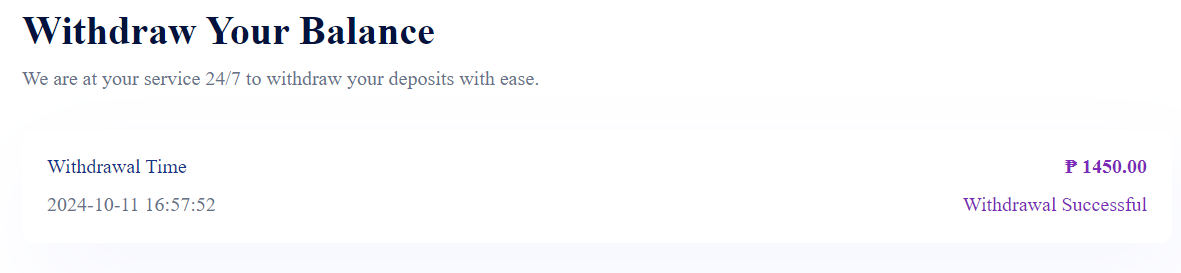 Withdraw Your Balance
We are at your service 24/7 to withdraw your deposits with ease.
Withdrawal Time
₱ 1450.00
2024-10-11 16:57:52
Withdrawal Successful